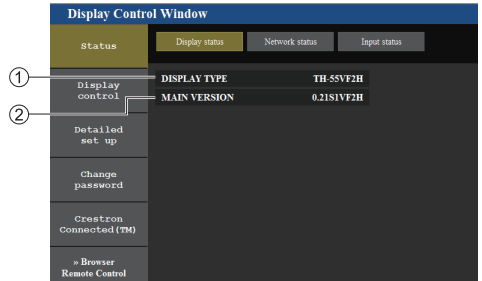 Display Control Window
Status
Display status Network status Input status
① DISPLAY TYPE TH-55VF2H
② MAIN VERSION 0.21S1VF2H
Display
control
Detailed
set up
Change
password
Crestron
Connected(TM)
» Browser
Remote Control